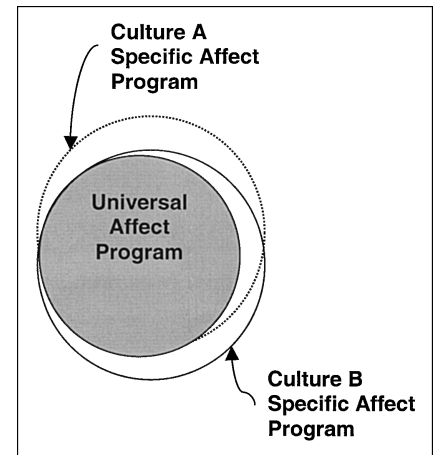 Culture A
Specific Affect
Program
Universal
Affect
Program
Culture B
Specific Affect
Program